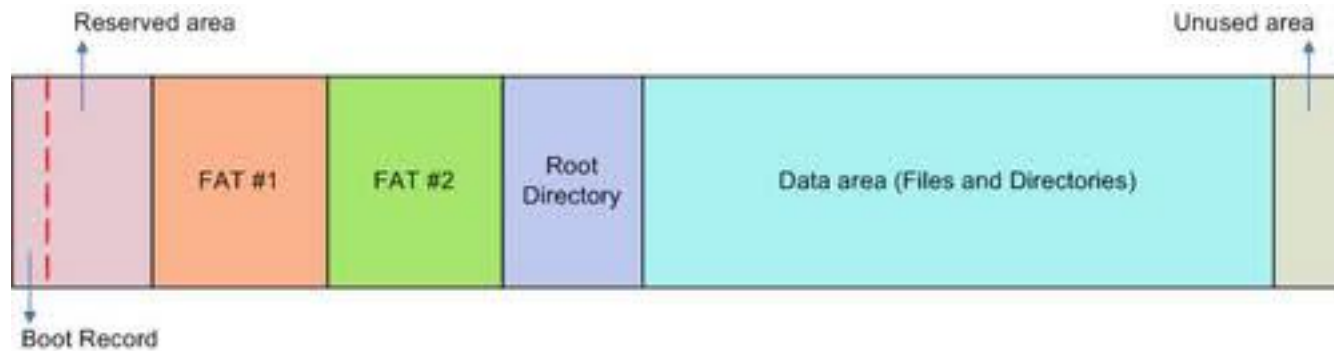 Reserved area
Unused area
FAT #1
FAT #2
Root
Directory
Data area (Files and Directories)
Boot Record